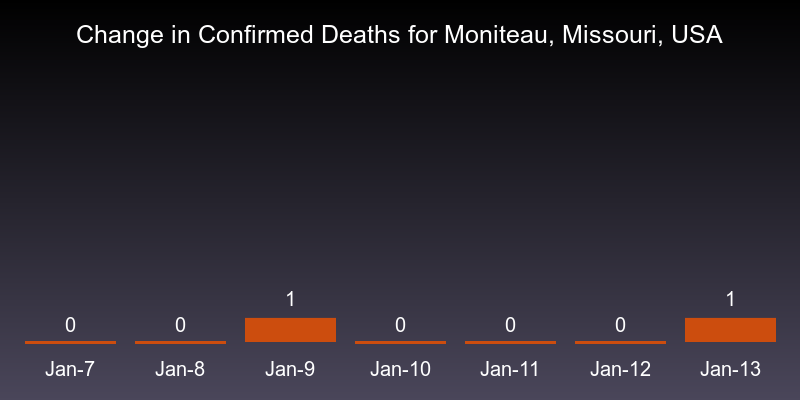 Change in Confirmed Deaths for Moniteau, Missouri, USA
0 0 1 0 0 0 1
Jan-7 Jan-8 Jan-9 Jan-10 Jan-11 Jan-12 Jan-13